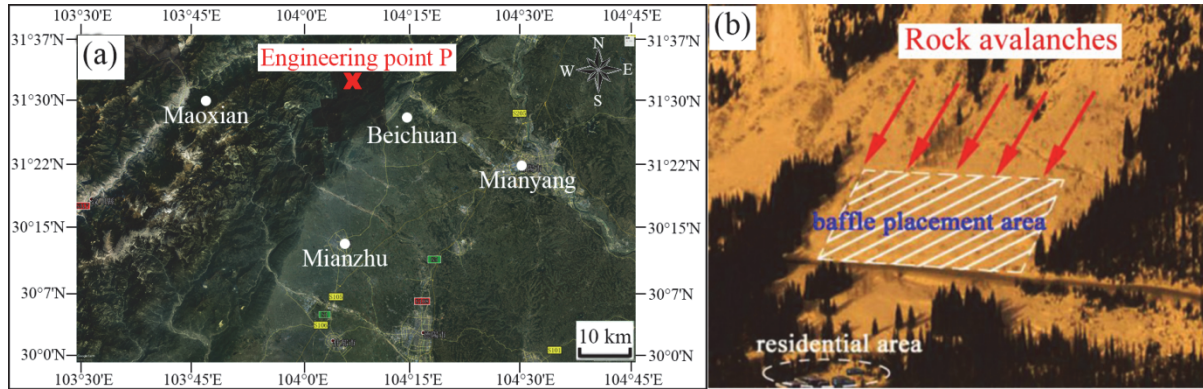 103°30′E 103°45′E 104°0′E 104°15′E 104°30′E 104°45′E
31°37′N 31°37′N
(a)
Engineering point P
N
W E
S
31°30′N 31°30′N
Maoxian
Beichuan
31°22′N 31°22′N
Mianyang
30°15′N 30°15′N
Mianzhu
30°7′N 30°7′N
10 km
30°0′N 30°0′N
103°30′E 103°45′E 104°0′E 104°15′E 104°30′E 104°45′E
(b)
Rock avalanches
baffle placement area
residential area